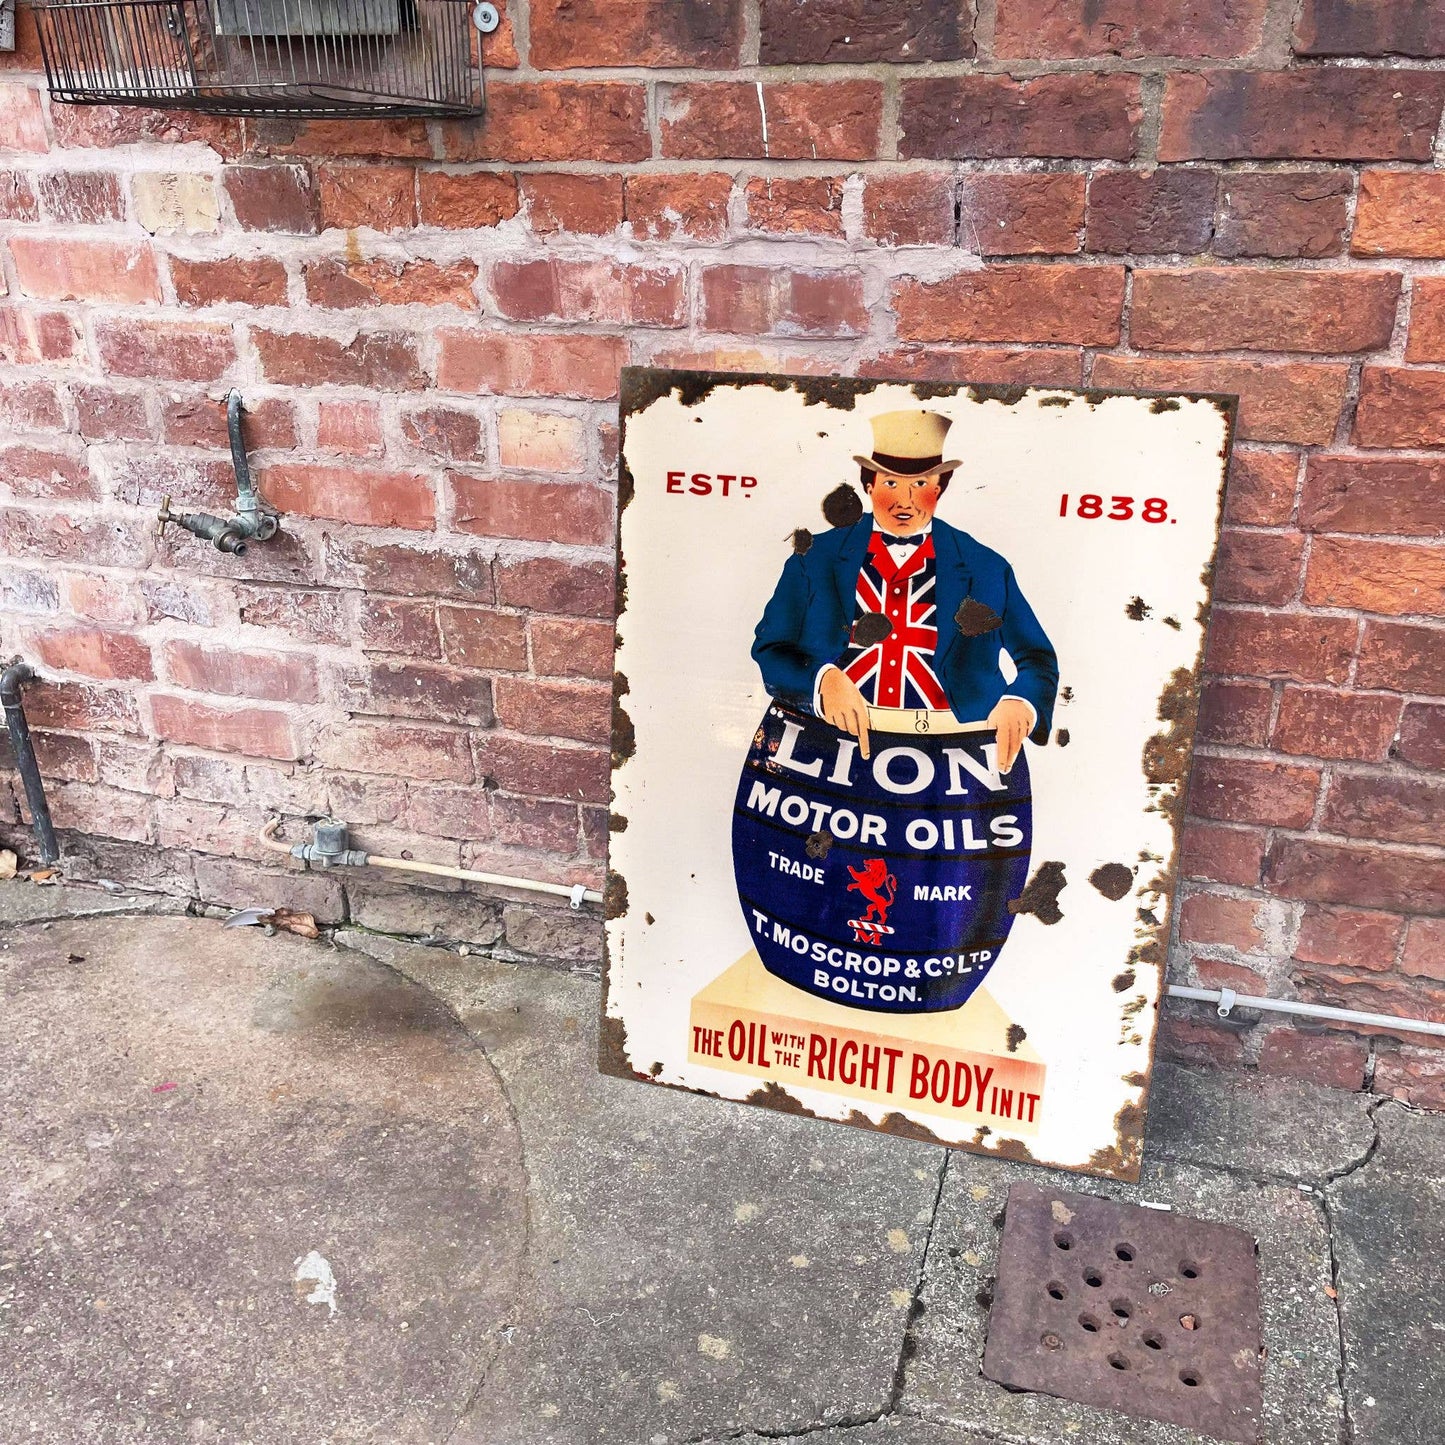 ESTD. 1838.
LION
MOTOR OILS
TRADE MARK
M
T. MOSCROP & CO. LTD.
BOLTON.
THE OIL WITH THE RIGHT BODY IN IT